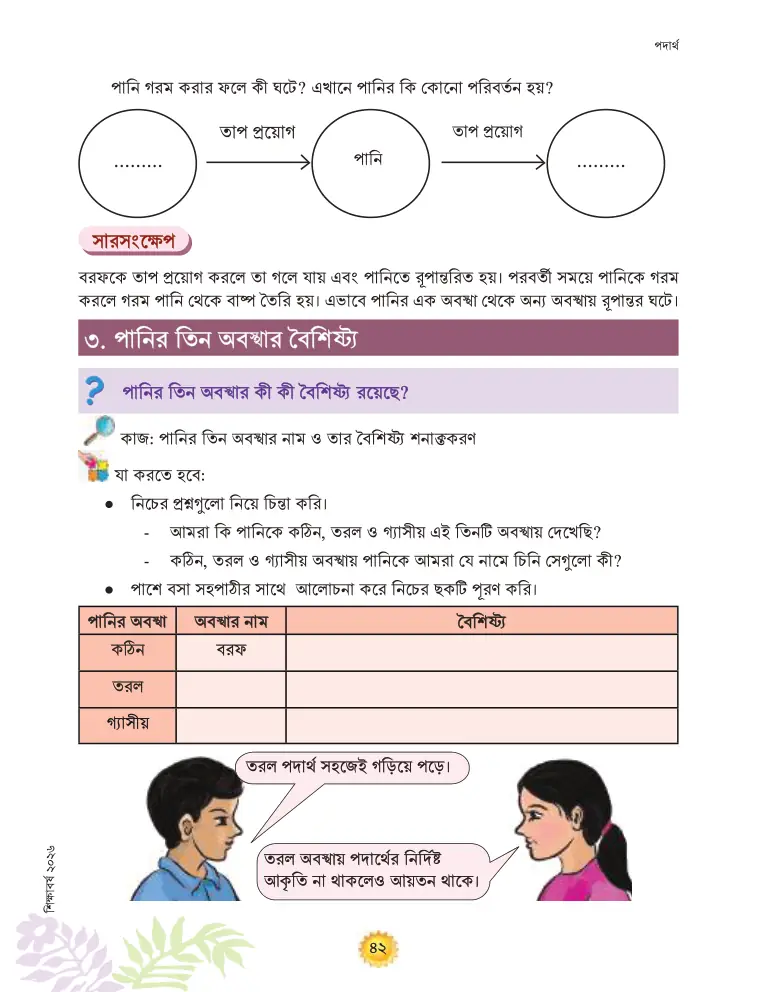 পদার্থ
পানি গরম করার ফলে কী ঘটে? এখানে পানির কি কোনো পরিবর্তন হয়?
তাপ প্রয়োগ
তাপ প্রয়োগ
......... পানি .........
সারসংক্ষেপ
বরফকে তাপ প্রয়োগ করলে তা গলে যায় এবং পানিতে রূপান্তরিত হয়। পরবর্তী সময়ে পানিকে গরম
করলে গরম পানি থেকে বাষ্প তৈরি হয়। এভাবে পানির এক অবস্থা থেকে অন্য অবস্থায় রূপান্তর ঘটে।
৩. পানির তিন অবস্থার বৈশিষ্ট্য
? পানির তিন অবস্থার কী কী বৈশিষ্ট্য রয়েছে?
কাজ: পানির তিন অবস্থার নাম ও তার বৈশিষ্ট্য শনাক্তকরণ
যা করতে হবে:
● নিচের প্রশ্নগুলো নিয়ে চিন্তা করি।
- আমরা কি পানিকে কঠিন, তরল ও গ্যাসীয় এই তিনটি অবস্থায় দেখেছি?
- কঠিন, তরল ও গ্যাসীয় অবস্থায় পানিকে আমরা যে নামে চিনি সেগুলো কী?
● পাশে বসা সহপাঠীর সাথে আলোচনা করে নিচের ছকটি পূরণ করি।
পানির অবস্থা অবস্থার নাম বৈশিষ্ট্য
কঠিন বরফ
তরল
গ্যাসীয়
তরল পদার্থ সহজেই গড়িয়ে পড়ে।
তরল অবস্থায় পদার্থের নির্দিষ্ট
আকৃতি না থাকলেও আয়তন থাকে।
শিক্ষাবর্ষ ২০২৬
৪২